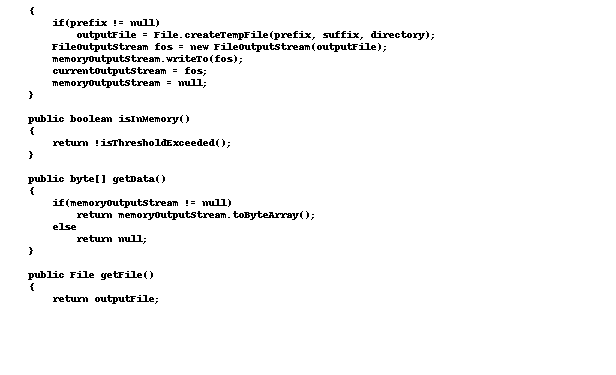 {
if(prefix != null)
outputFile = File.createTempFile(prefix, suffix, directory);
FileOutputStream fos = new FileOutputStream(outputFile);
memoryOutputStream.writeTo(fos);
currentOutputStream = fos;
memoryOutputStream = null;
}
public boolean isInMemory()
{
return !isThresholdExceeded();
}
public byte[] getData()
{
if(memoryOutputStream != null)
return memoryOutputStream.toByteArray();
else
return null;
}
public File getFile()
{
return outputFile;